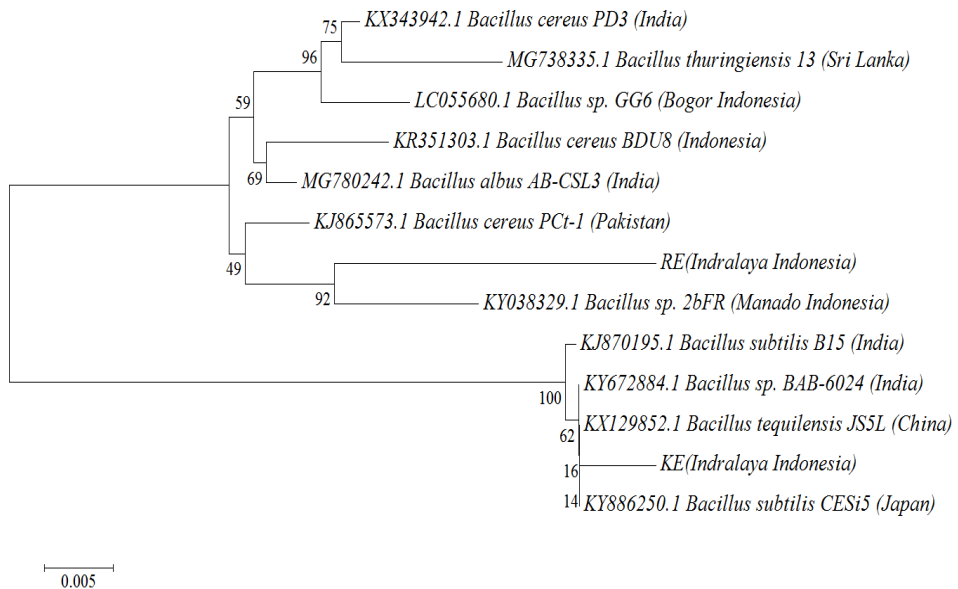 75
KX343942.1 Bacillus cereus PD3 (India)
96
MG738335.1 Bacillus thuringiensis 13 (Sri Lanka)
59
LC055680.1 Bacillus sp. GG6 (Bogor Indonesia)
KR351303.1 Bacillus cereus BDU8 (Indonesia)
69
MG780242.1 Bacillus albus AB-CSL3 (India)
KJ865573.1 Bacillus cereus PCt-1 (Pakistan)
49
RE(Indralaya Indonesia)
92
KY038329.1 Bacillus sp. 2bFR (Manado Indonesia)
KJ870195.1 Bacillus subtilis B15 (India)
100
KY672884.1 Bacillus sp. BAB-6024 (India)
KX129852.1 Bacillus tequilensis JS5L (China)
62
KE(Indralaya Indonesia)
16
14
KY886250.1 Bacillus subtilis CESi5 (Japan)
0.005